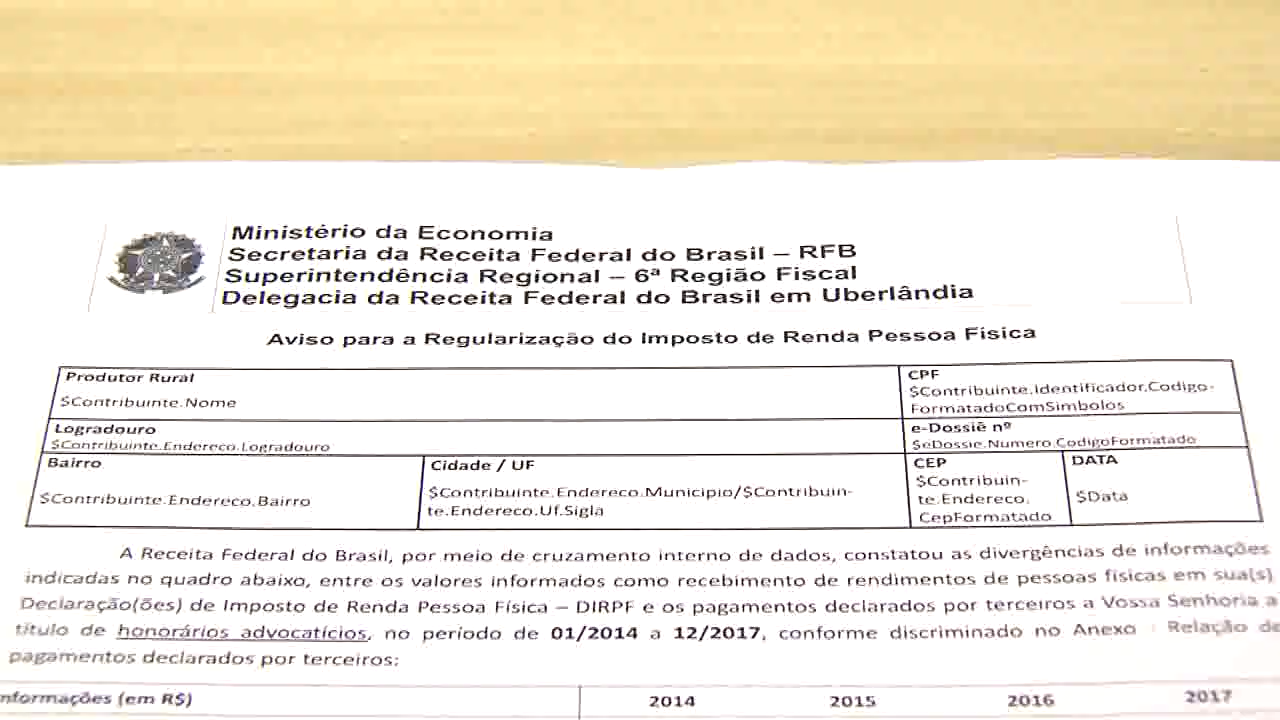 Ministério da Economia
Secretaria da Receita Federal do Brasil – RFB
Superintendência Regional – 6ª Região Fiscal
Delegacia da Receita Federal do Brasil em Uberlândia
Aviso para a Regularização do Imposto de Renda Pessoa Física
Produtor Rural
$Contribuinte.Nome
CPF
$Contribuinte.Identificador.Codigo-
FormatadoComSimbolos
Logradouro
$Contribuinte.Endereco.Logradouro
e-Dossiê nº
$eDossie.Numero.CodigoFormatado
Bairro
$Contribuinte.Endereco.Bairro
Cidade / UF
$Contribuinte.Endereco.Municipio/$Contribuin-
te.Endereco.Uf.Sigla
CEP
$Contribuin-
te.Endereco.
CepFormatado
DATA
$Data
A Receita Federal do Brasil, por meio de cruzamento interno de dados, constatou as divergências de informações
indicadas no quadro abaixo, entre os valores informados como recebimento de rendimentos de pessoas físicas em sua(s)
Declaração(ões) de Imposto de Renda Pessoa Física – DIRPF e os pagamentos declarados por terceiros a Vossa Senhoria a
título de honorários advocatícios, no período de 01/2014 a 12/2017, conforme discriminado no Anexo - Relação de
pagamentos declarados por terceiros:
nformações (em R$) 2014 2015 2016 2017